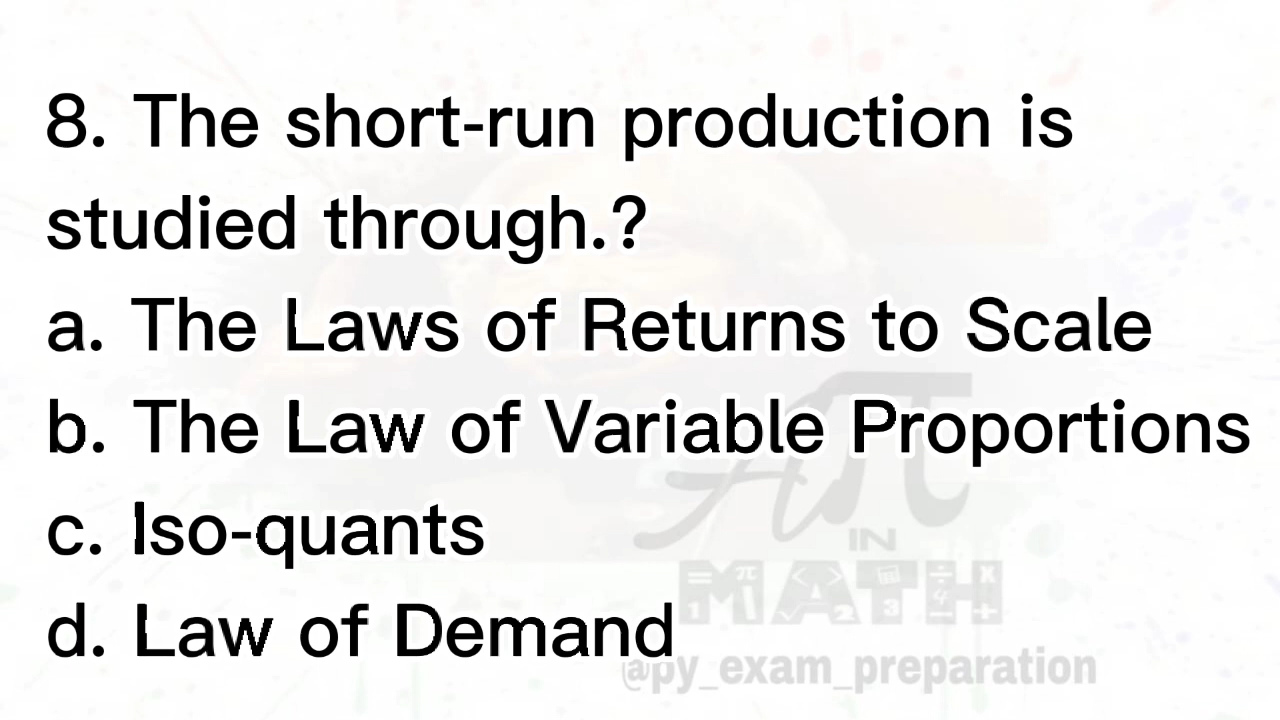 8. The short-run production is
studied through.?
a. The Laws of Returns to Scale
b. The Law of Variable Proportions
c. Iso-quants
d. Law of Demand
IN
MATH
@py_exam_preparation